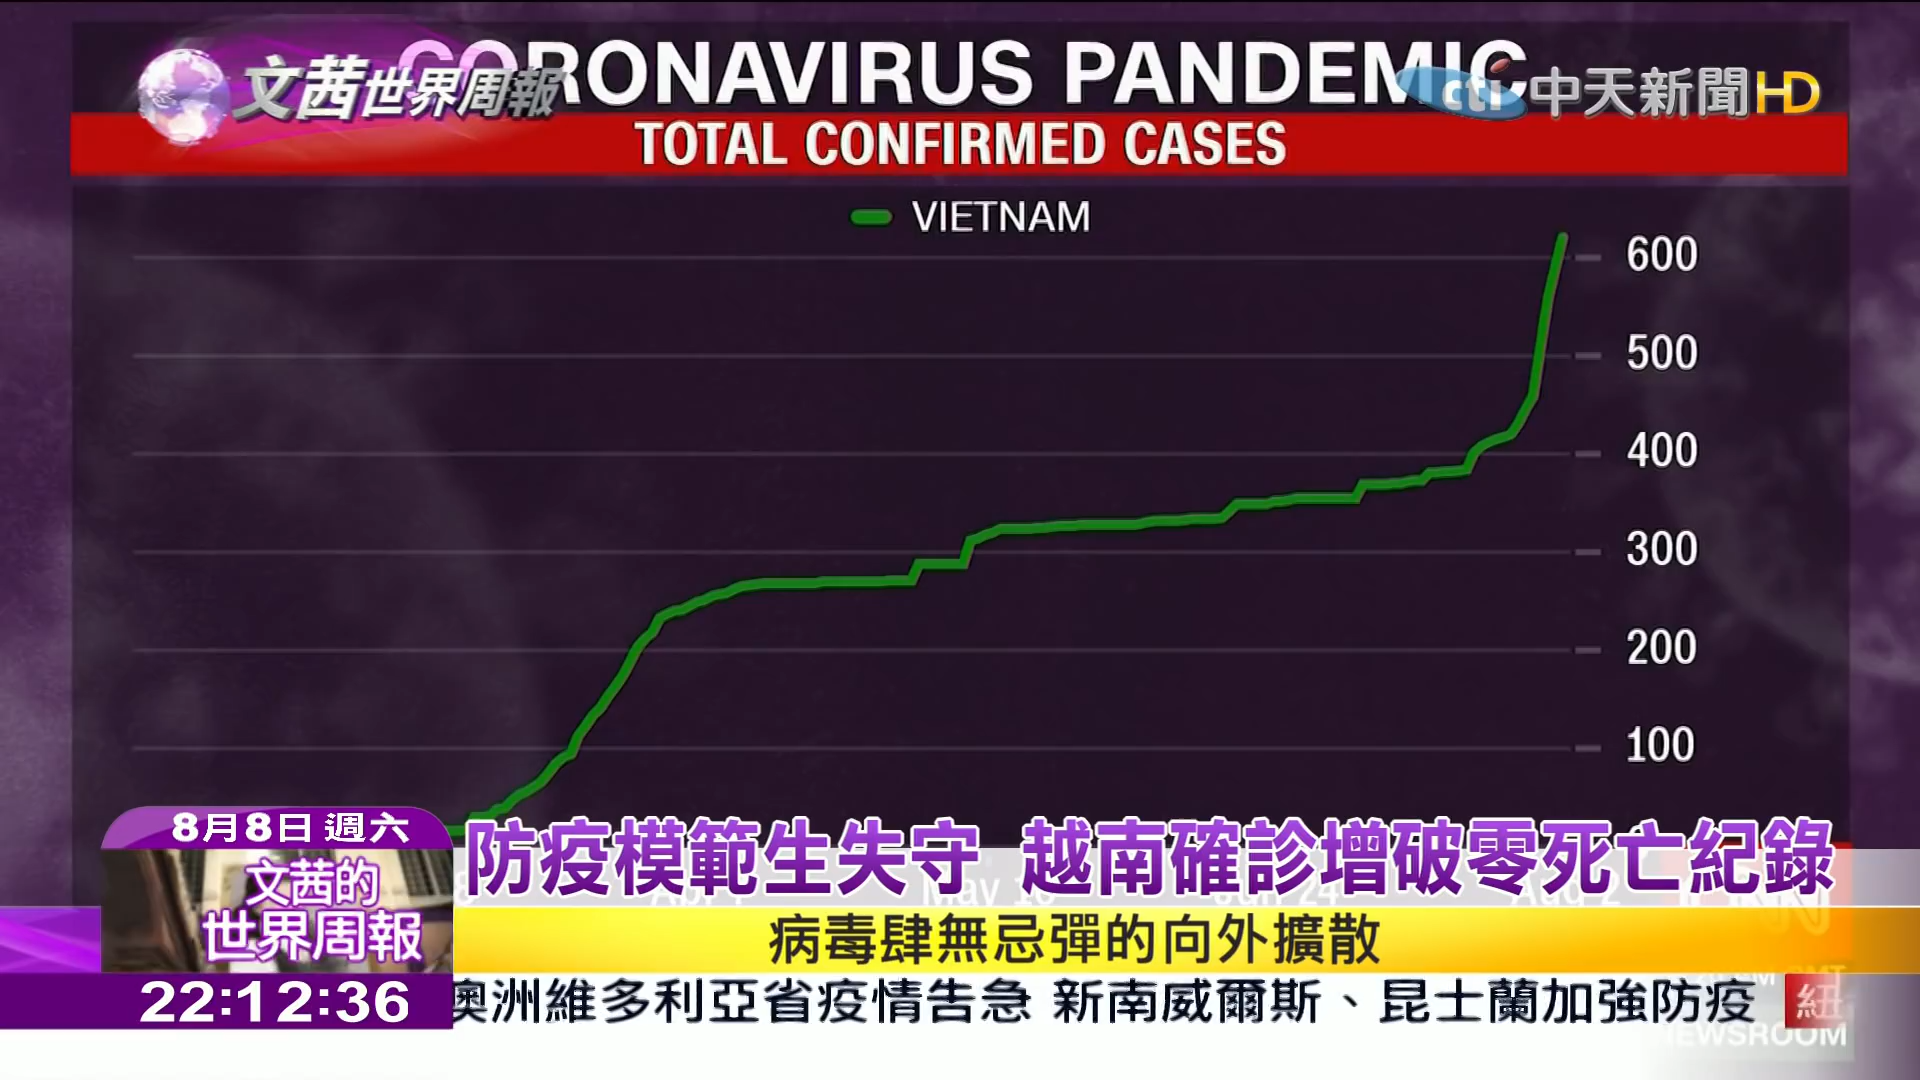 CORONAVIRUS PANDEMIC
文茜世界周報
cti 中天新聞HD
TOTAL CONFIRMED CASES
VIETNAM
600
500
400
300
200
100
8月8日 週六
文茜的
世界周報
防疫模範生失守 越南確診增破零死亡紀錄
病毒肆無忌彈的向外擴散
22:12:36
澳洲維多利亞省疫情告急 新南威爾斯、昆士蘭加強防疫
紐
NEWSROOM